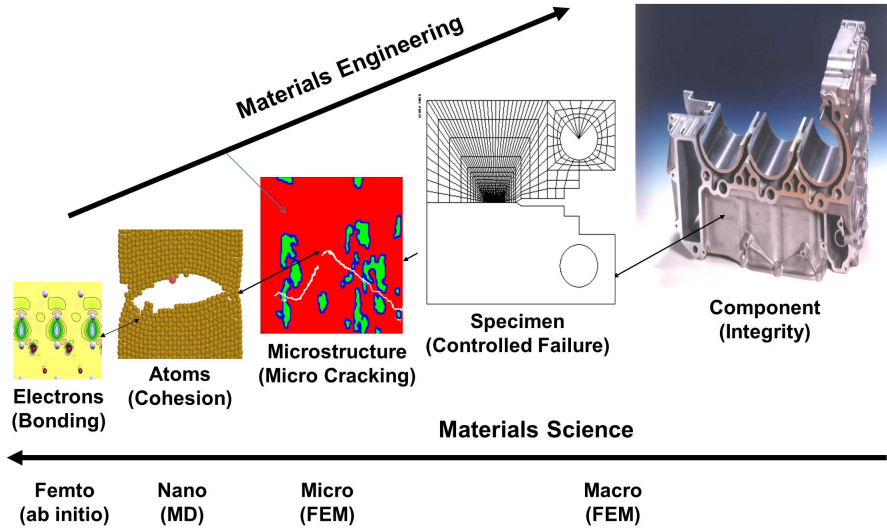 Materials Engineering
Electrons
(Bonding)
Atoms
(Cohesion)
Microstructure
(Micro Cracking)
Specimen
(Controlled Failure)
Component
(Integrity)
Materials Science
Femto
(ab initio)
Nano
(MD)
Micro
(FEM)
Macro
(FEM)